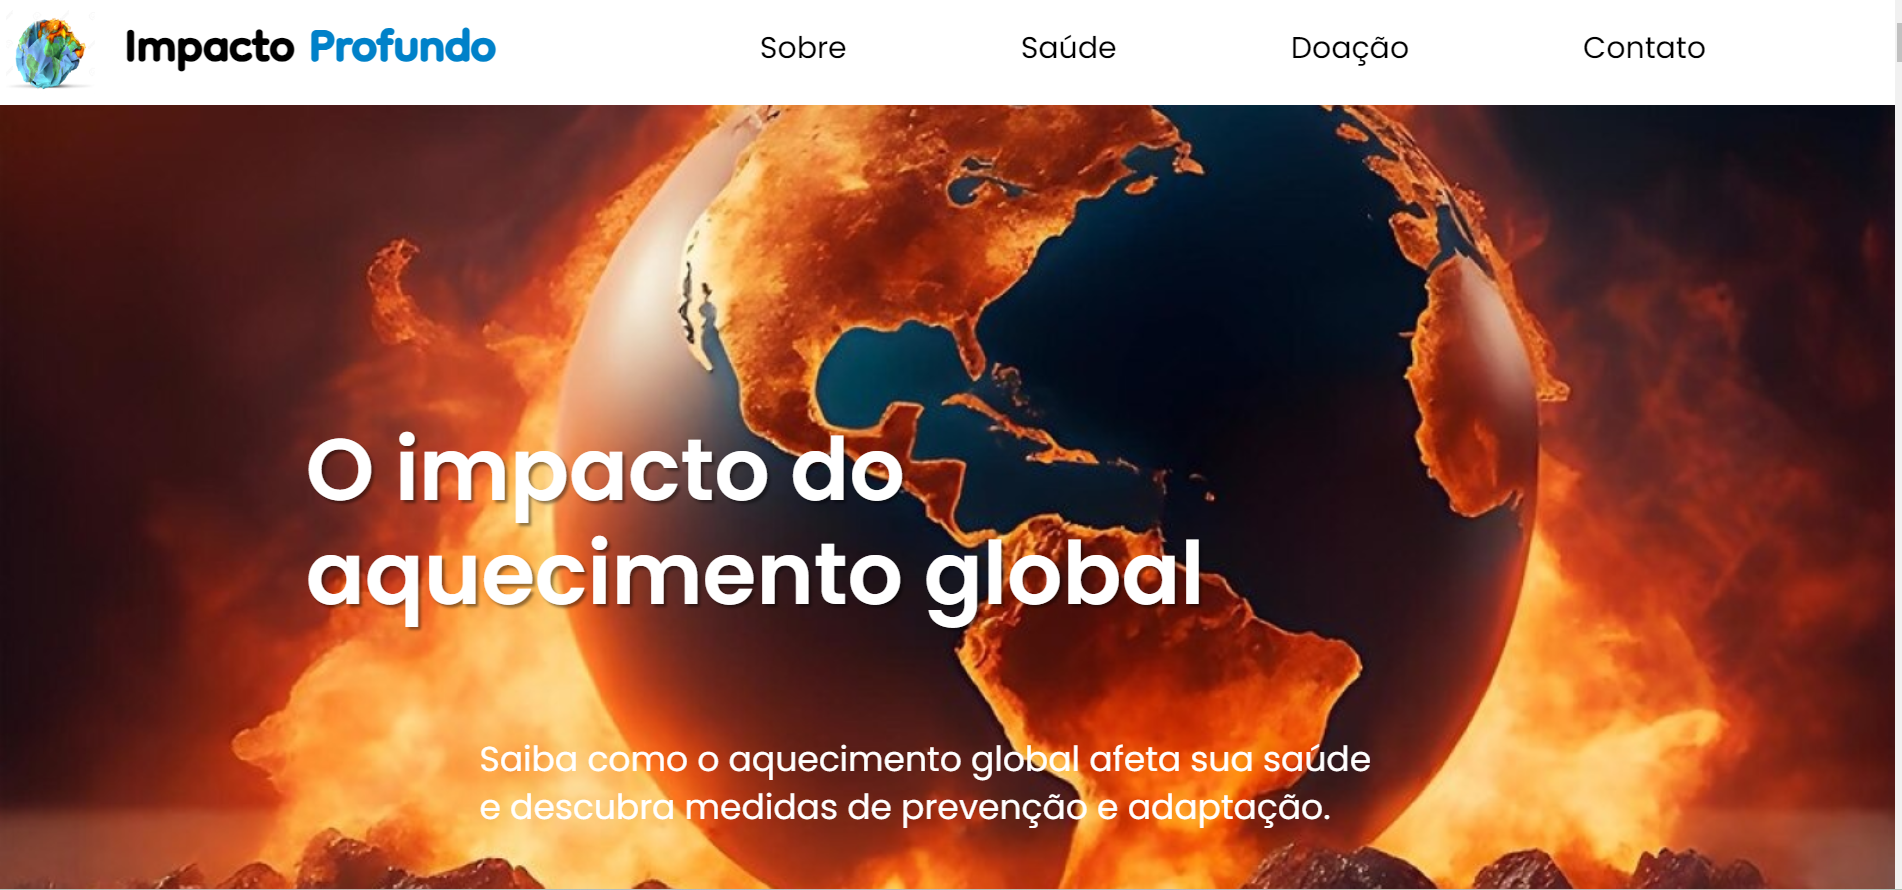 Impacto Profundo
Sobre
Saúde
Doação
Contato
O impacto do
aquecimento global
Saiba como o aquecimento global afeta sua saúde
e descubra medidas de prevenção e adaptação.